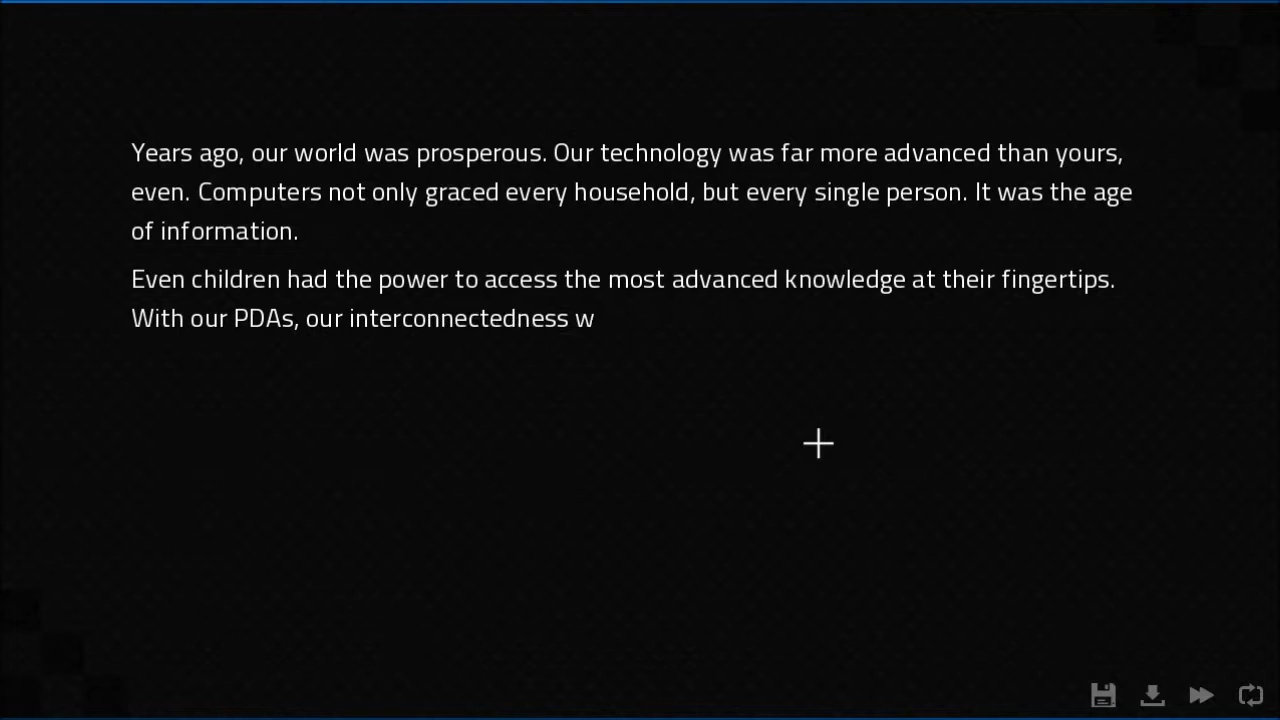 Years ago, our world was prosperous. Our technology was far more advanced than yours,
even. Computers not only graced every household, but every single person. It was the age
of information.
Even children had the power to access the most advanced knowledge at their fingertips.
With our PDAs, our interconnectedness w